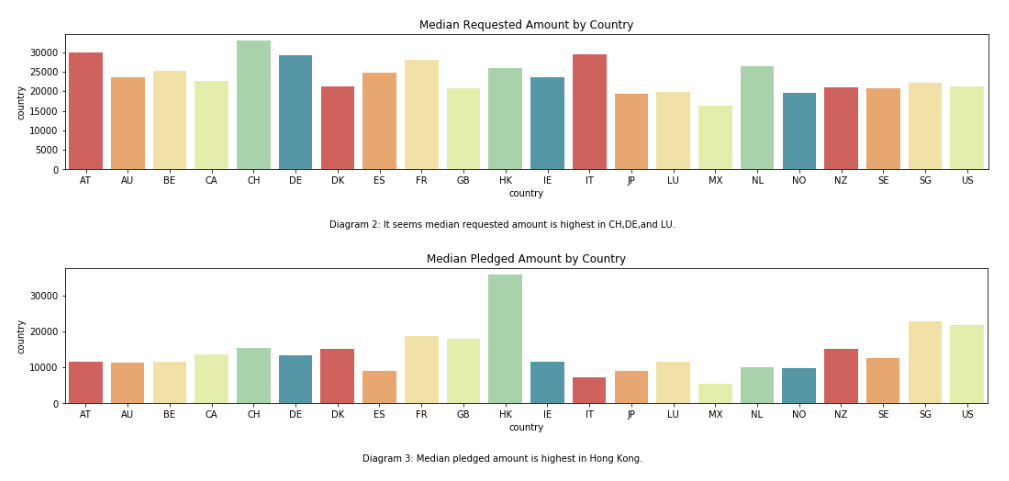 Median Requested Amount by Country
30000
25000
20000
15000
10000
5000
0
country
AT AU BE CA CH DE DK ES FR GB HK IE IT JP LU MX NL NO NZ SE SG US
country
Diagram 2: It seems median requested amount is highest in CH,DE,and LU.
Median Pledged Amount by Country
30000
20000
10000
0
country
AT AU BE CA CH DE DK ES FR GB HK IE IT JP LU MX NL NO NZ SE SG US
country
Diagram 3: Median pledged amount is highest in Hong Kong.